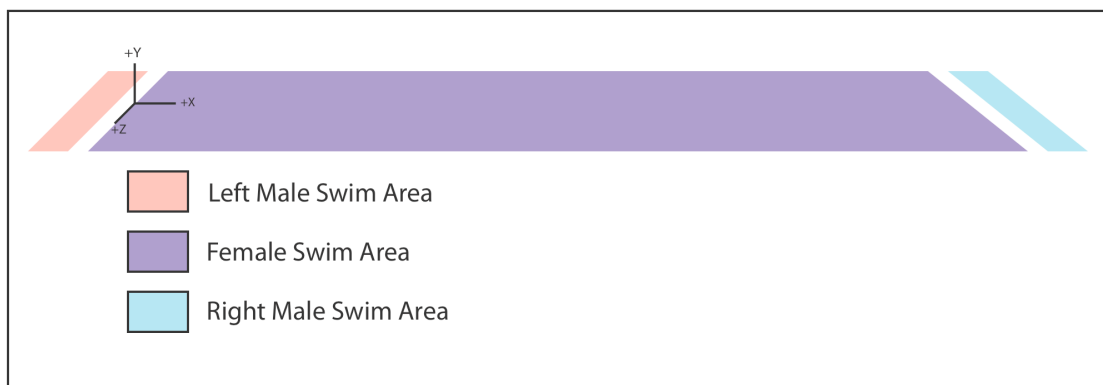 +Y
+X
+Z
Left Male Swim Area
Female Swim Area
Right Male Swim Area